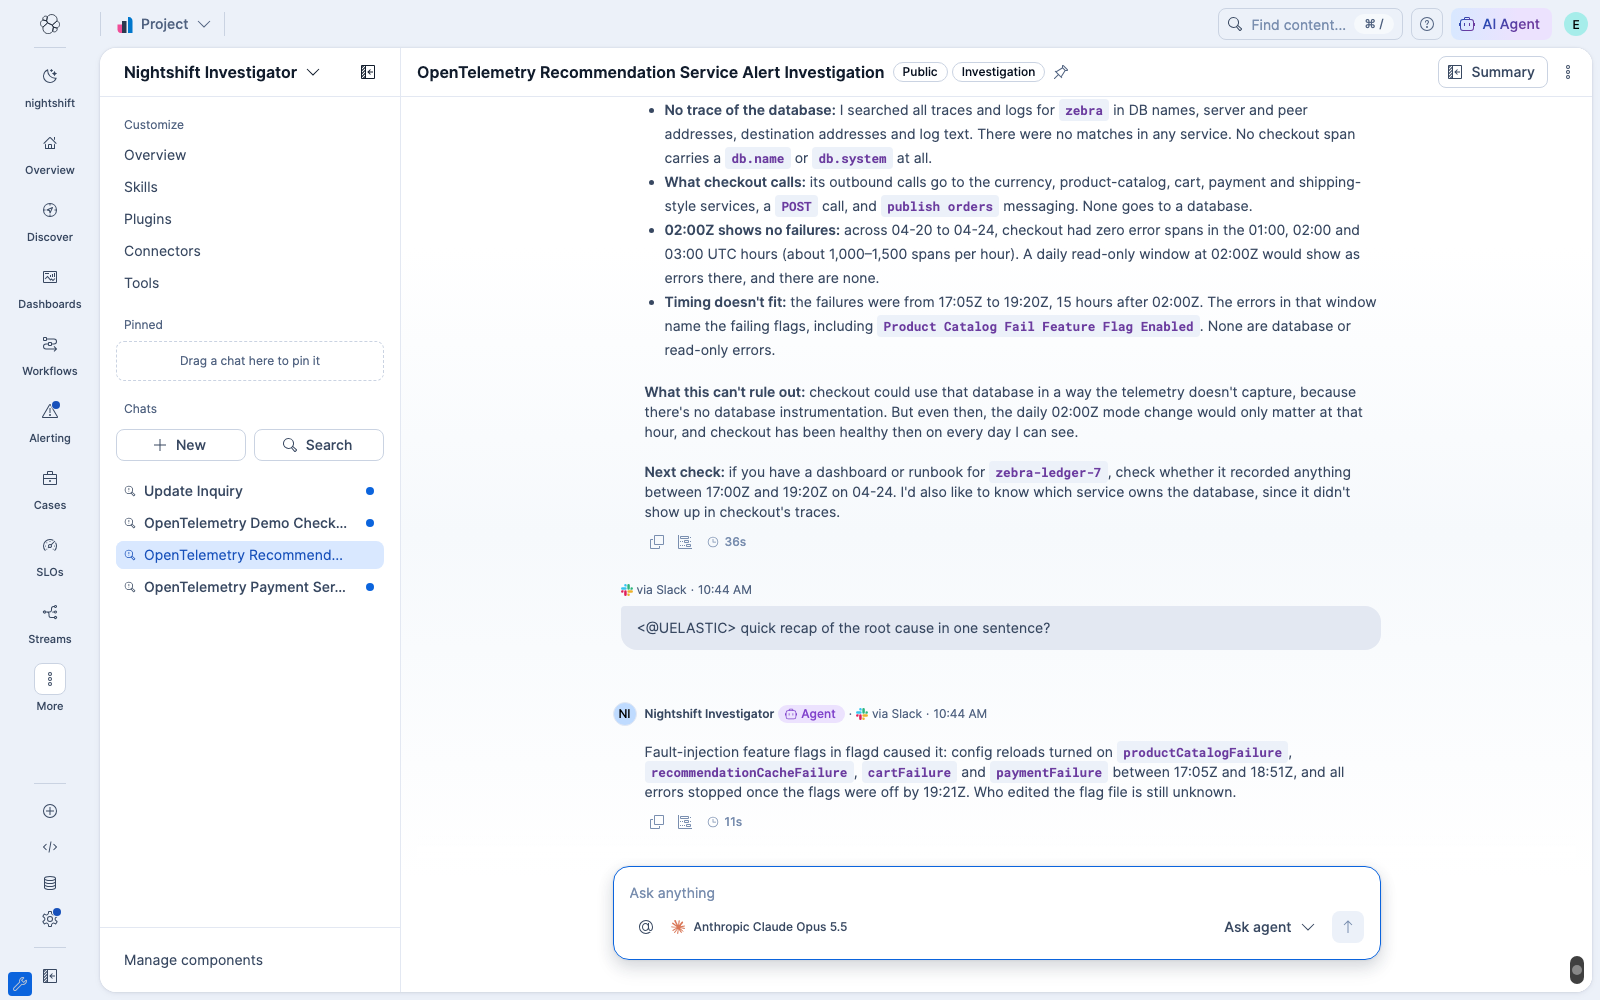 Project
Find content...
⌘ /
AI Agent
E
nightshift
Overview
Discover
Dashboards
Workflows
Alerting
Cases
SLOs
Streams
More
Nightshift Investigator
Customize
Overview
Skills
Plugins
Connectors
Tools
Pinned
Drag a chat here to pin it
Chats
New
Search
Update Inquiry
OpenTelemetry Demo Check...
OpenTelemetry Recommend...
OpenTelemetry Payment Ser...
Manage components
OpenTelemetry Recommendation Service Alert Investigation
Public
Investigation
Summary
No trace of the database: I searched all traces and logs for zebra in DB names, server and peer
addresses, destination addresses and log text. There were no matches in any service. No checkout span
carries a db.name or db.system at all.
What checkout calls: its outbound calls go to the currency, product-catalog, cart, payment and shipping-
style services, a POST call, and publish orders messaging. None goes to a database.
02:00Z shows no failures: across 04-20 to 04-24, checkout had zero error spans in the 01:00, 02:00 and
03:00 UTC hours (about 1,000–1,500 spans per hour). A daily read-only window at 02:00Z would show as
errors there, and there are none.
Timing doesn't fit: the failures were from 17:05Z to 19:20Z, 15 hours after 02:00Z. The errors in that window
name the failing flags, including Product Catalog Fail Feature Flag Enabled. None are database or
read-only errors.
What this can't rule out: checkout could use that database in a way the telemetry doesn't capture, because
there's no database instrumentation. But even then, the daily 02:00Z mode change would only matter at that
hour, and checkout has been healthy then on every day I can see.
Next check: if you have a dashboard or runbook for zebra-ledger-7, check whether it recorded anything
between 17:00Z and 19:20Z on 04-24. I'd also like to know which service owns the database, since it didn't
show up in checkout's traces.
36s
via Slack · 10:44 AM
<@UELASTIC> quick recap of the root cause in one sentence?
NI
Nightshift Investigator Agent · via Slack · 10:44 AM
Fault-injection feature flags in flagd caused it: config reloads turned on productCatalogFailure,
recommendationCacheFailure, cartFailure and paymentFailure between 17:05Z and 18:51Z, and all
errors stopped once the flags were off by 19:21Z. Who edited the flag file is still unknown.
11s
Ask anything
@
Anthropic Claude Opus 5.5
Ask agent